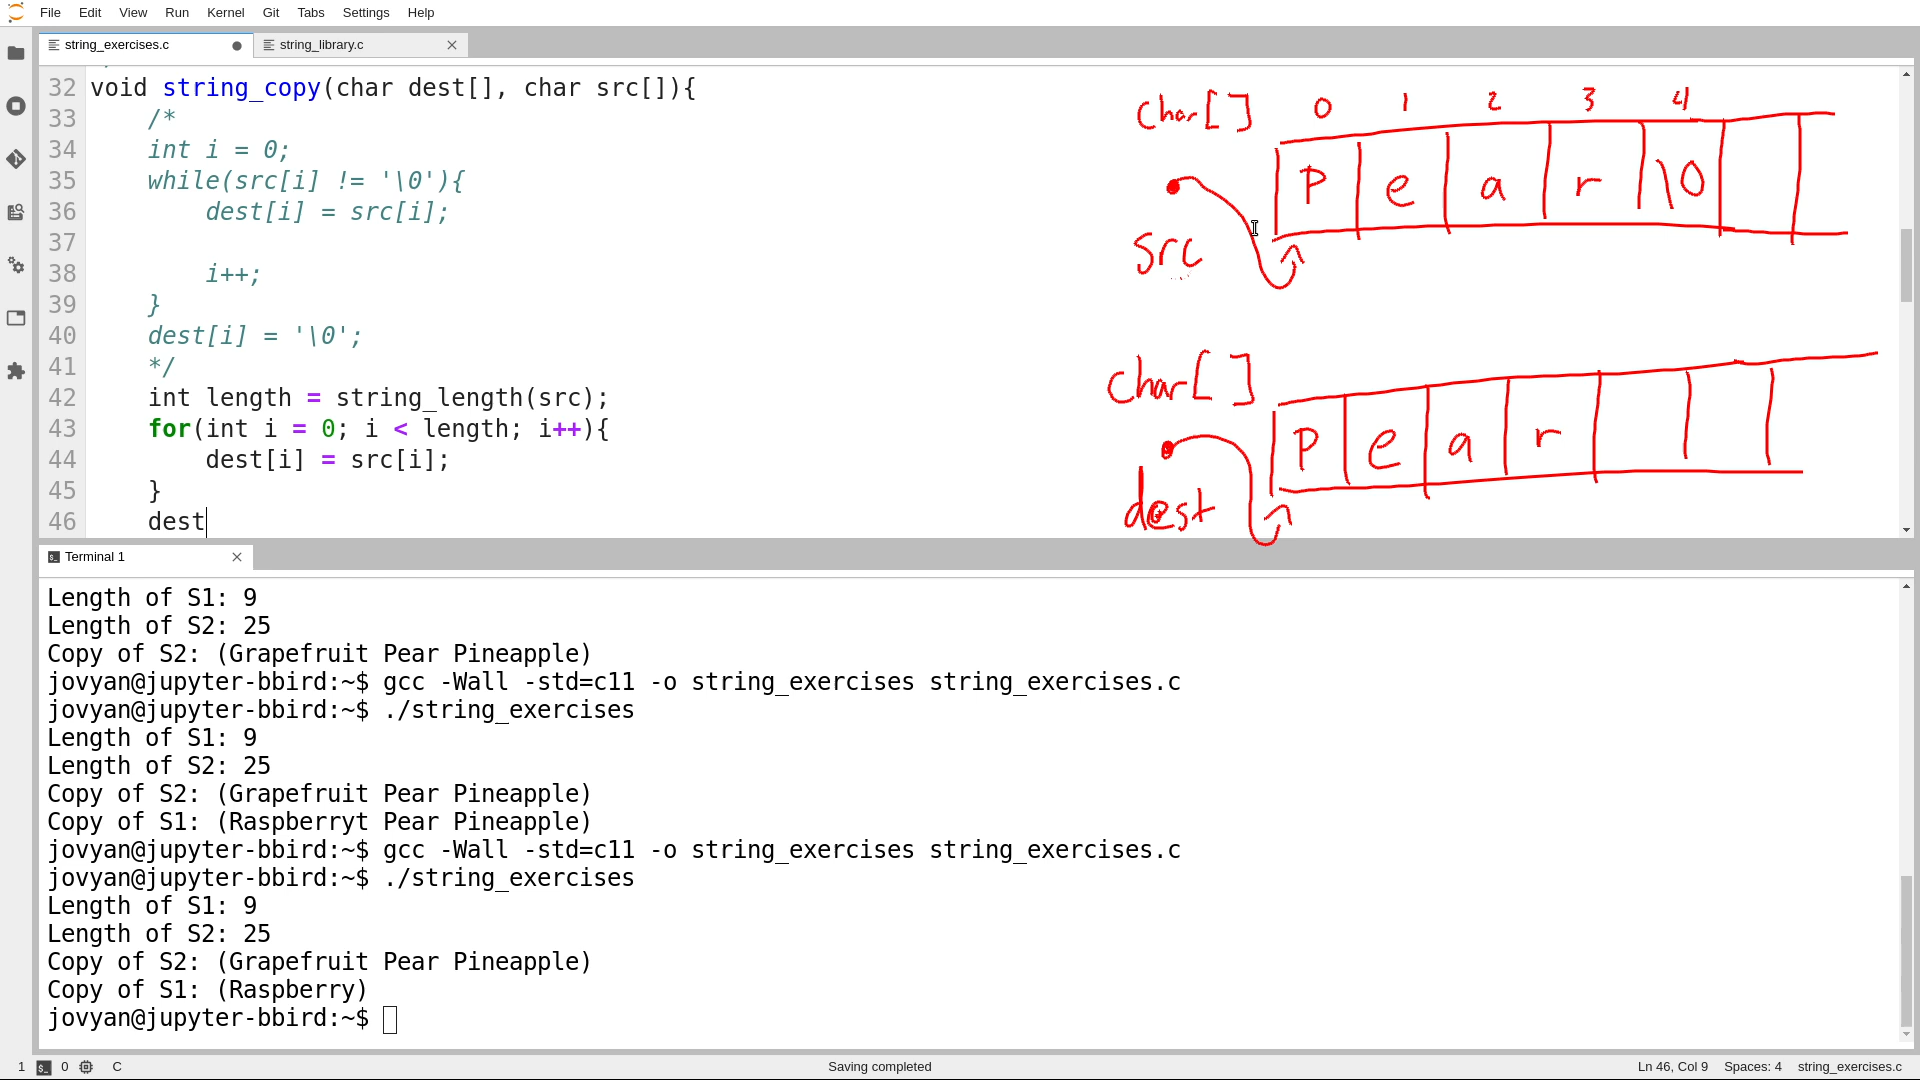 File Edit View Run Kernel Git Tabs Settings Help
string_exercises.c string_library.c
32 void string_copy(char dest[], char src[]){
33 /*
34 int i = 0;
35 while(src[i] != '\0'){
36 dest[i] = src[i];
37
38 i++;
39 }
40 dest[i] = '\0';
41 */
42 int length = string_length(src);
43 for(int i = 0; i < length; i++){
44 dest[i] = src[i];
45 }
46 dest
char[] 0 1 2 3 4
P e a r \0
src
char[]
P e a r
dest
Terminal 1
Length of S1: 9
Length of S2: 25
Copy of S2: (Grapefruit Pear Pineapple)
jovyan@jupyter-bbird:~$ gcc -Wall -std=c11 -o string_exercises string_exercises.c
jovyan@jupyter-bbird:~$ ./string_exercises
Length of S1: 9
Length of S2: 25
Copy of S2: (Grapefruit Pear Pineapple)
Copy of S1: (Raspberryt Pear Pineapple)
jovyan@jupyter-bbird:~$ gcc -Wall -std=c11 -o string_exercises string_exercises.c
jovyan@jupyter-bbird:~$ ./string_exercises
Length of S1: 9
Length of S2: 25
Copy of S2: (Grapefruit Pear Pineapple)
Copy of S1: (Raspberry)
jovyan@jupyter-bbird:~$
1 $_ 0 C Saving completed Ln 46, Col 9 Spaces: 4 string_exercises.c